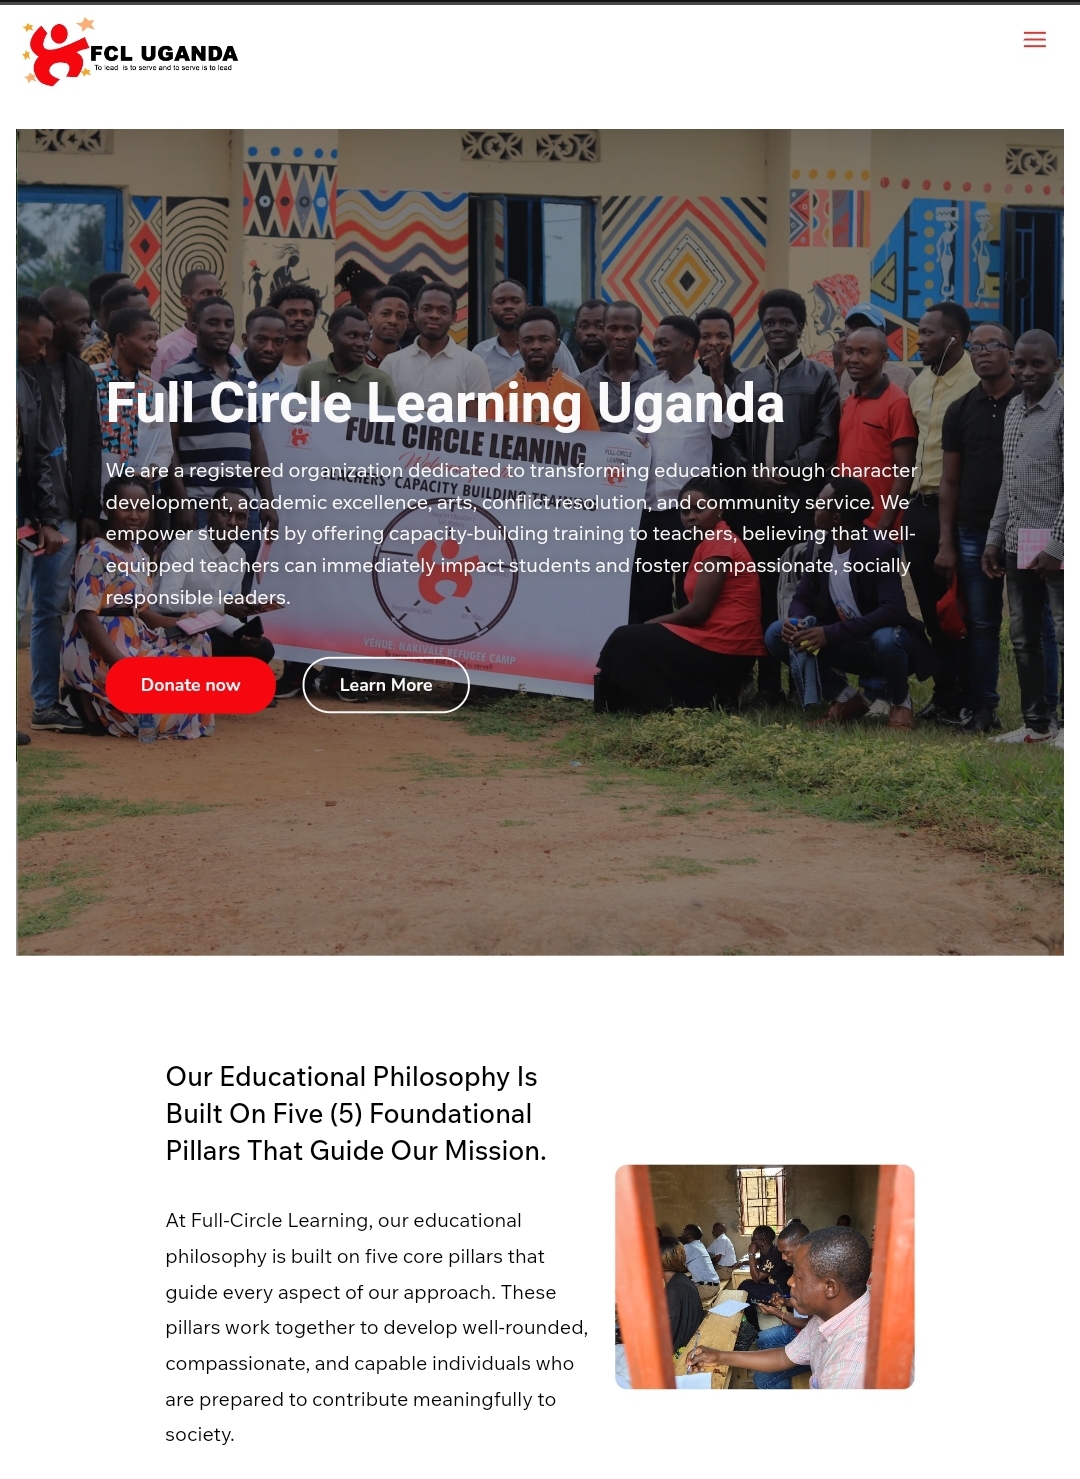 FCL UGANDA
To lead is to serve and to serve is to lead
Full Circle Learning Uganda
FULL CIRCLE LEANING
TEACHERS' CAPACITY BUILDING TRAINING
We are a registered organization dedicated to transforming education through character
development, academic excellence, arts, conflict resolution, and community service. We
empower students by offering capacity-building training to teachers, believing that well-
equipped teachers can immediately impact students and foster compassionate, socially
responsible leaders.
VENUE: NAKIVALE REFUGEE CAMP
Donate now
Learn More
Our Educational Philosophy Is
Built On Five (5) Foundational
Pillars That Guide Our Mission.
At Full-Circle Learning, our educational
philosophy is built on five core pillars that
guide every aspect of our approach. These
pillars work together to develop well-rounded,
compassionate, and capable individuals who
are prepared to contribute meaningfully to
society.